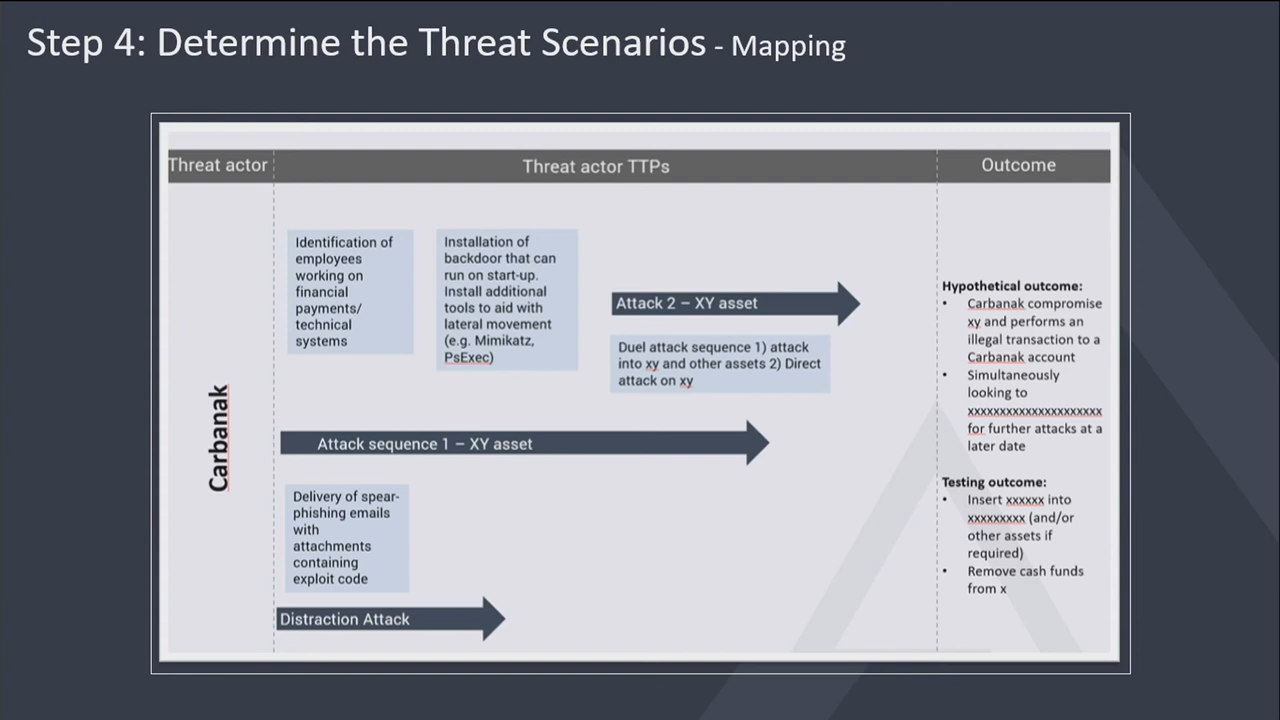 Step 4: Determine the Threat Scenarios - Mapping
Threat actor
Threat actor TTPs
Outcome
Carbanak
Identification of
employees
working on
financial
payments/
technical
systems
Installation of
backdoor that can
run on start-up.
Install additional
tools to aid with
lateral movement
(e.g. Mimikatz,
PsExec)
Attack 2 – XY asset
Duel attack sequence 1) attack
into xy and other assets 2) Direct
attack on xy
Attack sequence 1 – XY asset
Delivery of spear-
phishing emails
with
attachments
containing
exploit code
Distraction Attack
Hypothetical outcome:
• Carbanak compromise
xy and performs an
illegal transaction to a
Carbanak account
• Simultaneously
looking to
xxxxxxxxxxxxxxxxxxxxx
for further attacks at a
later date
Testing outcome:
• Insert xxxxxx into
xxxxxxxxx (and/or
other assets if
required)
• Remove cash funds
from x